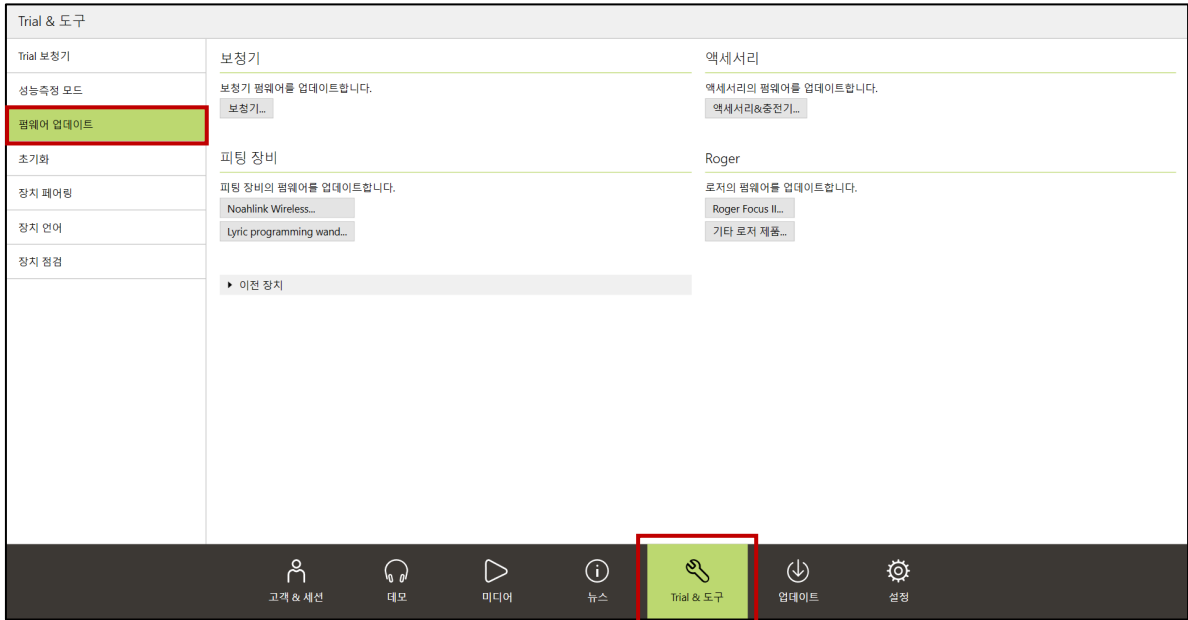 Trial & 도구
Trial 보청기
성능측정 모드
펌웨어 업데이트
초기화
장치 페어링
장치 언어
장치 점검
보청기
보청기 펌웨어를 업데이트합니다.
보청기...
액세서리
액세서리의 펌웨어를 업데이트합니다.
액세서리&충전기...
피팅 장비
피팅 장비의 펌웨어를 업데이트합니다.
Noahlink Wireless...
Lyric programming wand...
Roger
로저의 펌웨어를 업데이트합니다.
Roger Focus II...
기타 로저 제품...
이전 장치
고객 & 세션
데모
미디어
뉴스
Trial & 도구
업데이트
설정